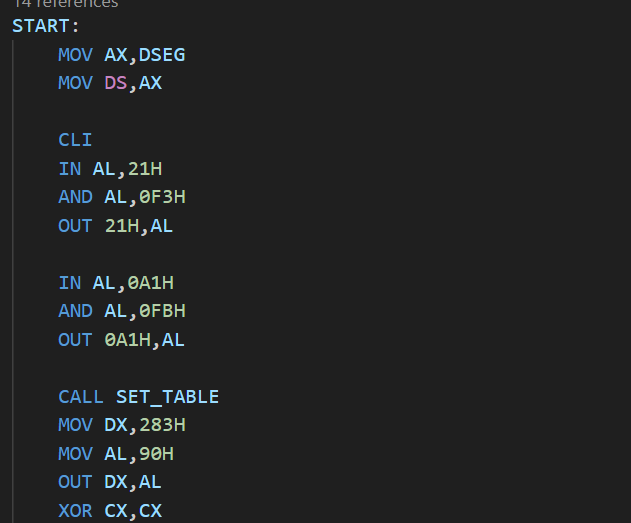 14 references
START:
MOV AX,DSEG
MOV DS,AX
CLI
IN AL,21H
AND AL,0F3H
OUT 21H,AL
IN AL,0A1H
AND AL,0FBH
OUT 0A1H,AL
CALL SET_TABLE
MOV DX,283H
MOV AL,90H
OUT DX,AL
XOR CX,CX